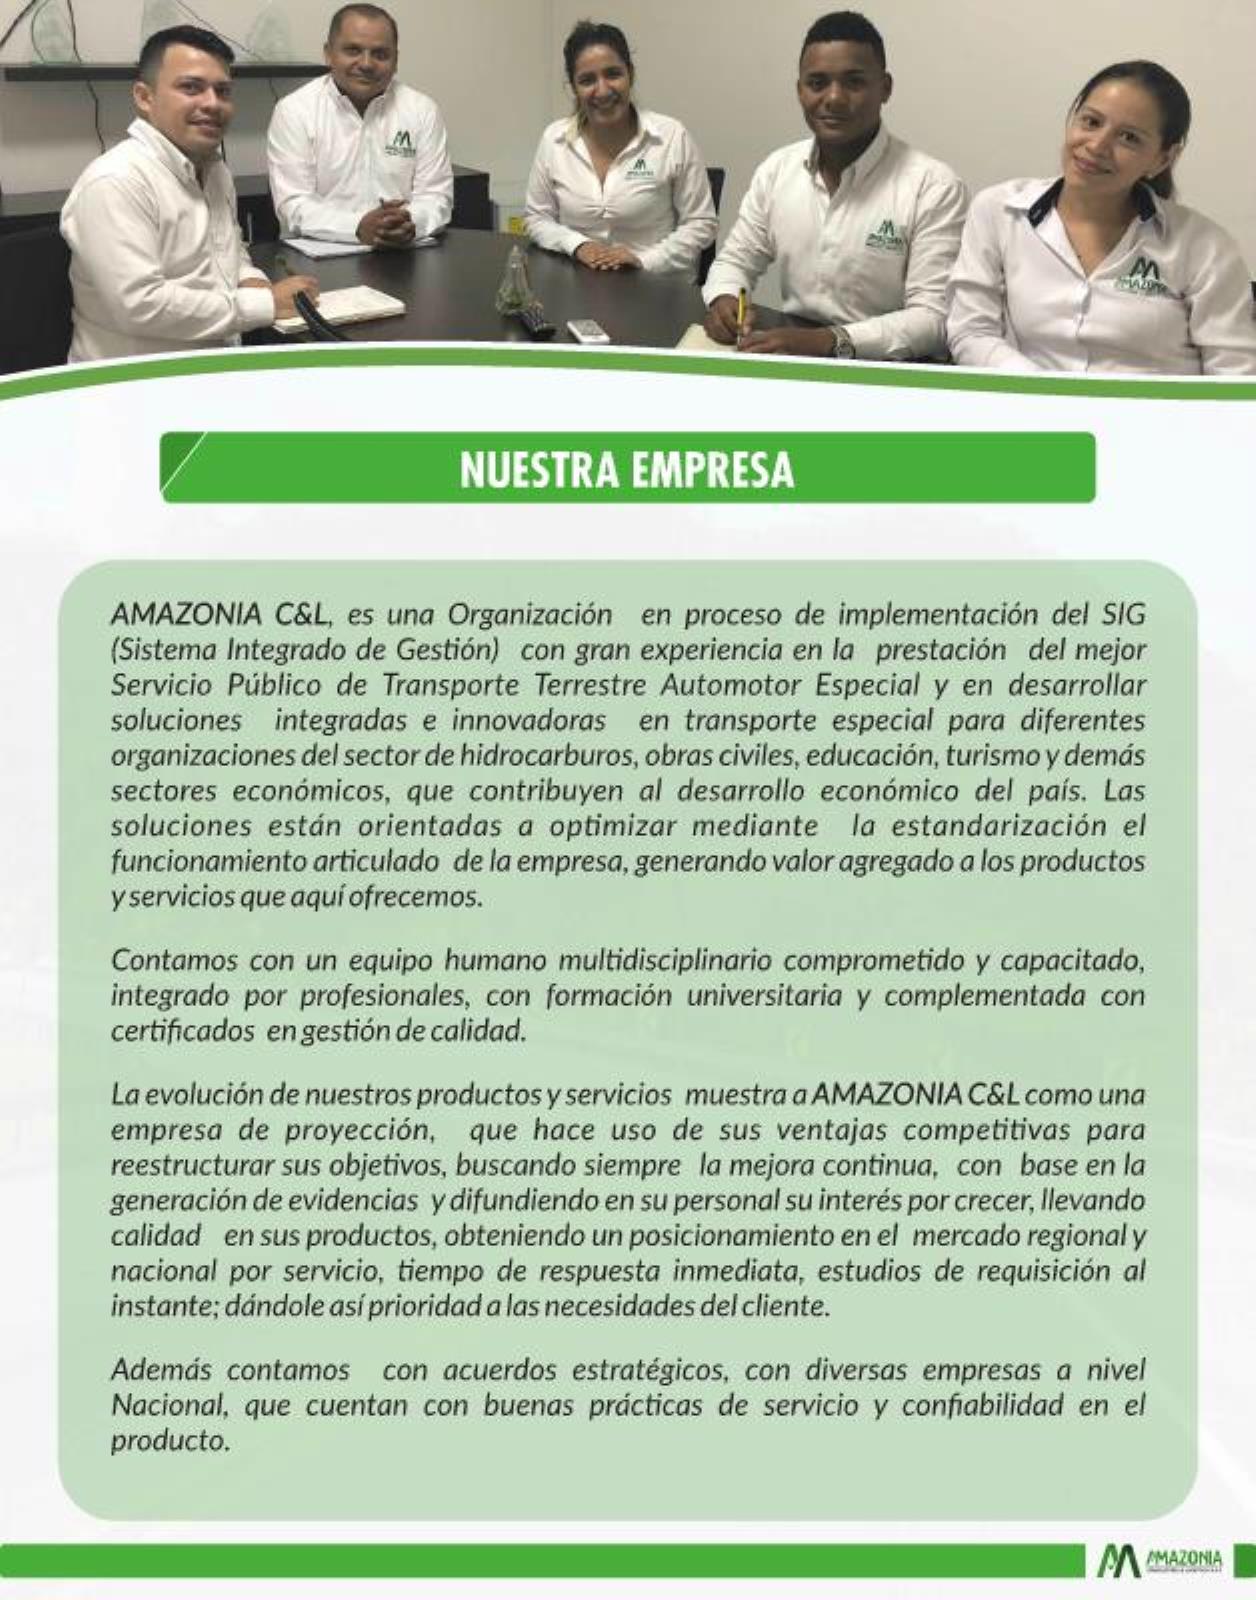 AMAZONIA
AMAZONIA
AMAZONIA
NUESTRA EMPRESA
AMAZONIA C&L, es una Organización en proceso de implementación del SIG
(Sistema Integrado de Gestión) con gran experiencia en la prestación del mejor
Servicio Público de Transporte Terrestre Automotor Especial y en desarrollar
soluciones integradas e innovadoras en transporte especial para diferentes
organizaciones del sector de hidrocarburos, obras civiles, educación, turismo y demás
sectores económicos, que contribuyen al desarrollo económico del país. Las
soluciones están orientadas a optimizar mediante la estandarización el
funcionamiento articulado de la empresa, generando valor agregado a los productos
y servicios que aquí ofrecemos.
Contamos con un equipo humano multidisciplinario comprometido y capacitado,
integrado por profesionales, con formación universitaria y complementada con
certificados en gestión de calidad.
La evolución de nuestros productos y servicios muestra a AMAZONIA C&L como una
empresa de proyección, que hace uso de sus ventajas competitivas para
reestructurar sus objetivos, buscando siempre la mejora continua, con base en la
generación de evidencias y difundiendo en su personal su interés por crecer, llevando
calidad en sus productos, obteniendo un posicionamiento en el mercado regional y
nacional por servicio, tiempo de respuesta inmediata, estudios de requisición al
instante; dándole así prioridad a las necesidades del cliente.
Además contamos con acuerdos estratégicos, con diversas empresas a nivel
Nacional, que cuentan con buenas prácticas de servicio y confiabilidad en el
producto.
AMAZONIA